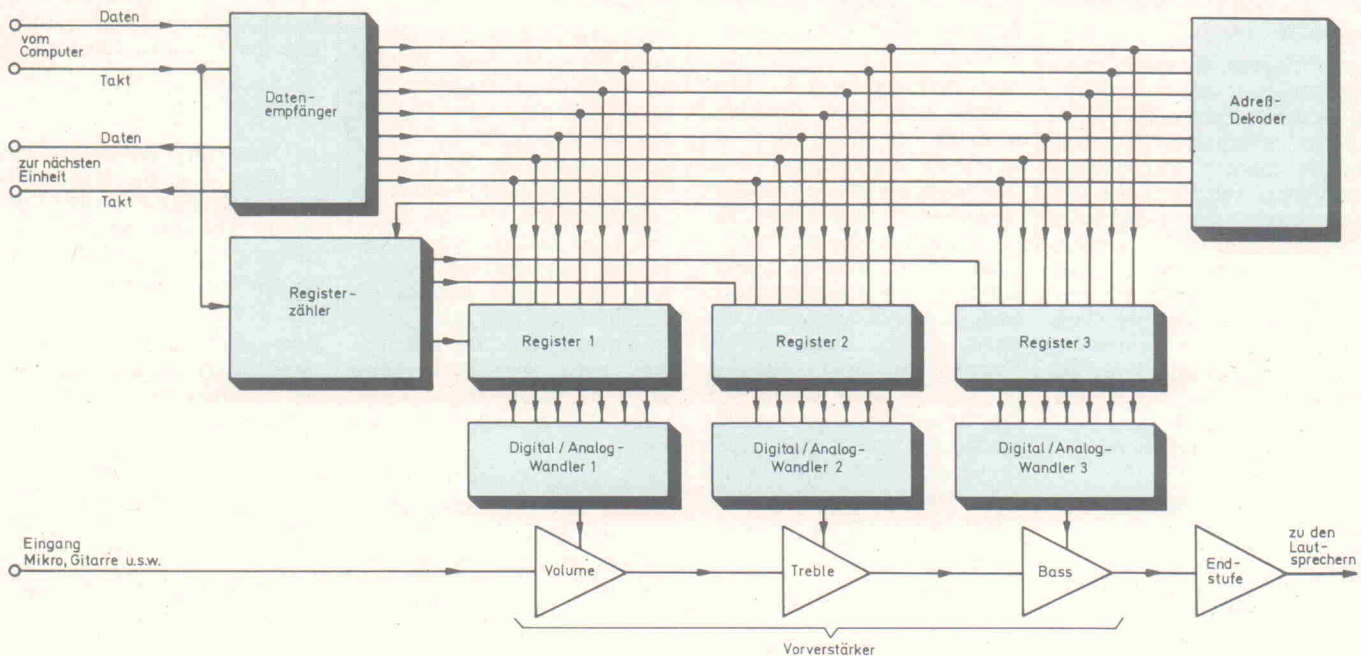 Daten
vom
Computer
Takt
Daten
zur nächsten
Einheit
Takt
Daten-
empfänger
Adreß-
Dekoder
Register-
zähler
Register 1
Register 2
Register 3
Digital/Analog-
Wandler 1
Digital/Analog-
Wandler 2
Digital/Analog-
Wandler 3
Eingang
Mikro, Gitarre u.s.w.
Volume
Treble
Bass
End-
stufe
zu den
Laut-
sprechern
Vorverstärker